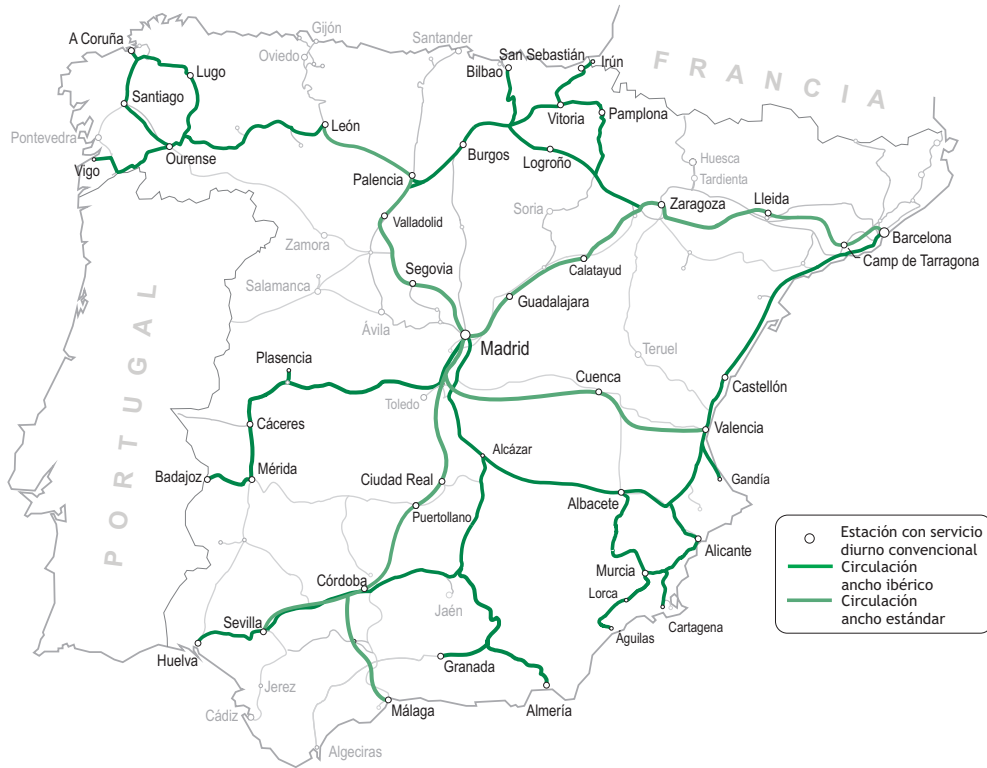 Gijón
A Coruña
Oviedo
Santander
San Sebastián
Irún
Bilbao
FRANCIA
Lugo
Santiago
León
Vitoria
Pamplona
Pontevedra
Ourense
Burgos
Logroño
Huesca
Vigo
Palencia
Tardienta
Lleida
Zaragoza
Soria
Valladolid
Barcelona
Zamora
Camp de Tarragona
Segovia
Calatayud
Salamanca
Guadalajara
Ávila
PORTUGAL
Madrid
Teruel
Plasencia
Cuenca
Castellón
Toledo
Cáceres
Valencia
Alcázar
Mérida
Ciudad Real
Badajoz
Gandía
Albacete
Puertollano
Estación con servicio
diurno convencional
Circulación
ancho ibérico
Circulación
ancho estándar
Alicante
Murcia
Córdoba
Lorca
Jaén
Sevilla
Cartagena
Aguilas
Huelva
Granada
Jerez
Málaga
Almería
Cádiz
Algeciras